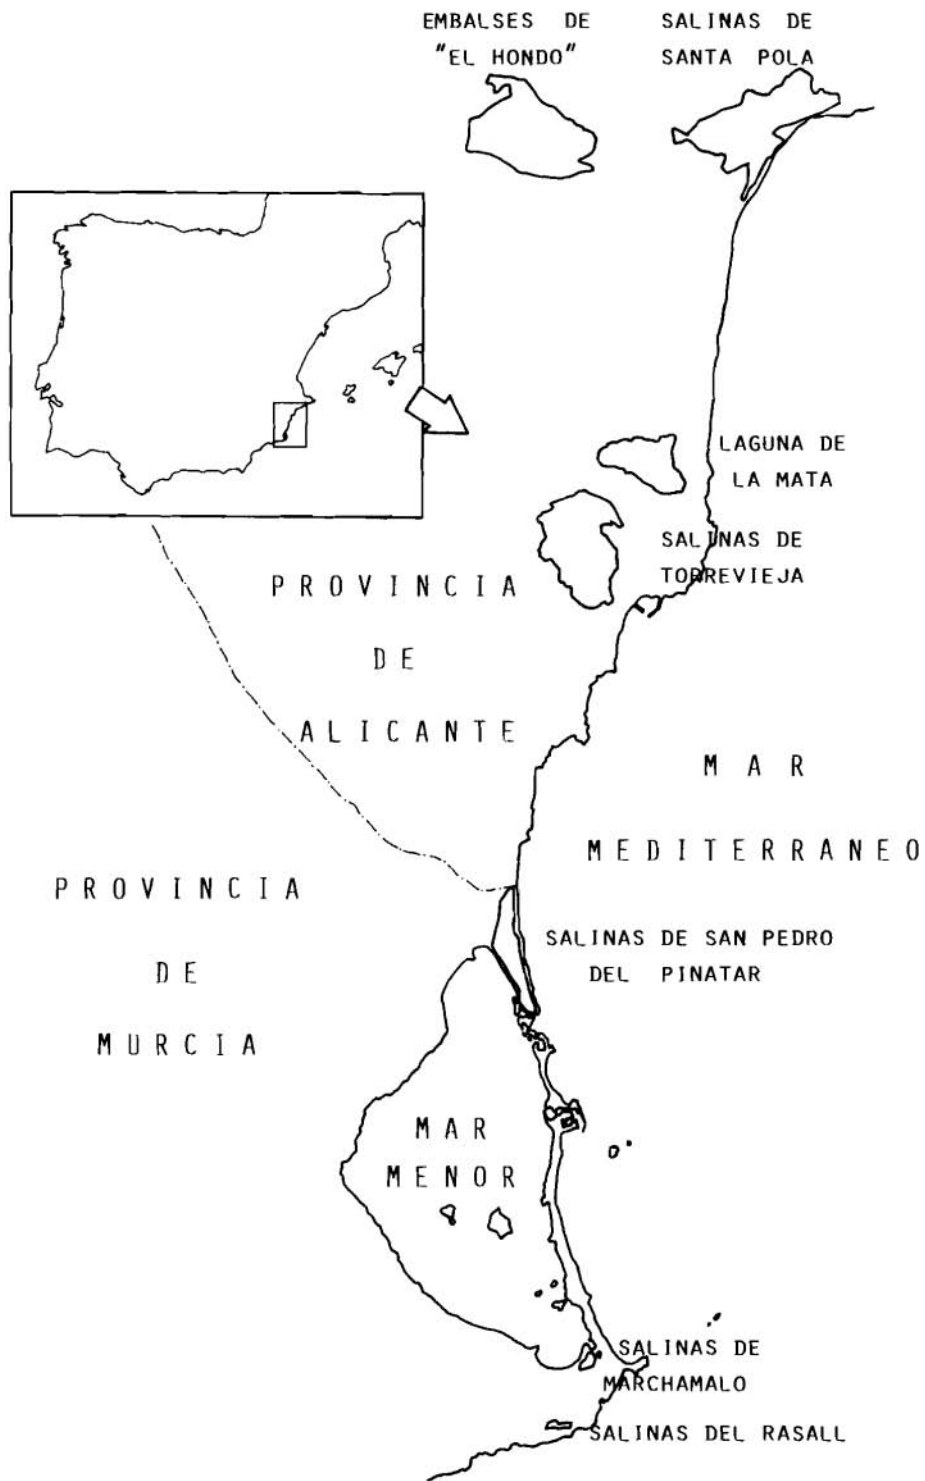 EMBALSES DE
"EL HONDO"
SALINAS DE
SANTA POLA
LAGUNA DE
LA MATA
SALINAS DE
TORREVIEJA
PROVINCIA
DE
ALICANTE
MAR
MEDITERRANEO
PROVINCIA
DE
MURCIA
SALINAS DE SAN PEDRO
DEL PINATAR
MAR
MENOR
SALINAS DE
MARCHAMALO
SALINAS DEL RASALL